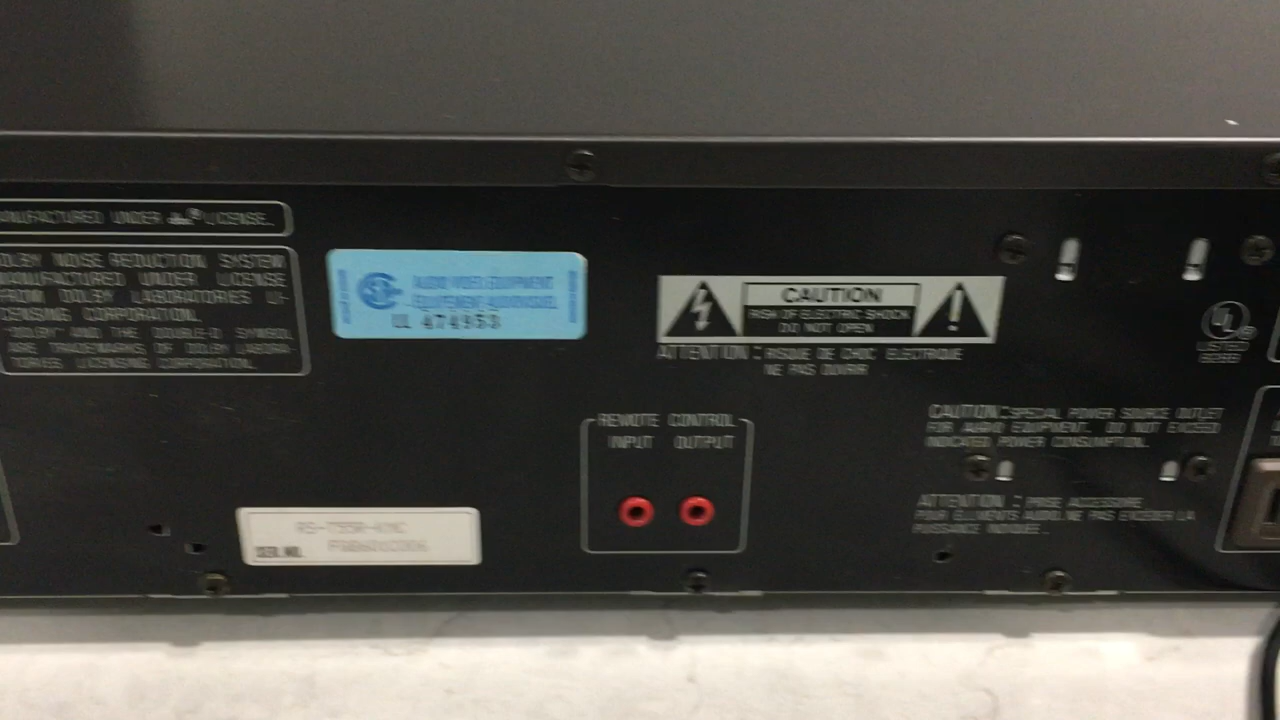 MANUFACTURED UNDER dbx® LICENSE.
DOLBY NOISE REDUCTION SYSTEM
MANUFACTURED UNDER LICENSE
FROM DOLBY LABORATORIES LI-
CENSING CORPORATION.
"DOLBY" AND THE DOUBLE-D SYMBOL
ARE TRADEMARKS OF DOLBY LABORA-
TORIES LICENSING CORPORATION.
AUDIO VIDEO EQUIPMENT
EQUIPEMENT AUDIOVISUEL
474953
CAUTION
RISK OF ELECTRIC SHOCK
DO NOT OPEN
ATTENTION : RISQUE DE CHOC ELECTRIQUE
NE PAS OUVRIR
UL®
LISTED
REMOTE CONTROL
INPUT OUTPUT
CAUTION: SPECIAL POWER SOURCE OUTLET
FOR AUDIO EQUIPMENT. DO NOT EXCEED
INDICATED POWER CONSUMPTION.
ATTENTION : PRISE ACCESSOIRE
POUR ELEMENTS AUDIO. NE PAS EXCEDER LA
PUISSANCE INDIQUEE.
SER. NO.